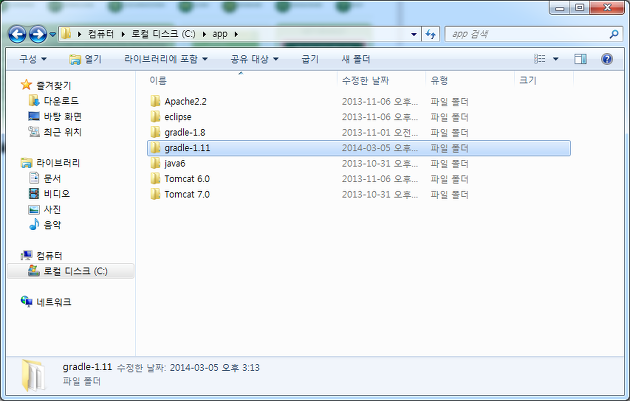 컴퓨터 로컬 디스크 (C:) app
app 검색
구성 열기 라이브러리에 포함 공유 대상 굽기 새 폴더
이름 수정한 날짜 유형 크기
즐겨찾기
다운로드
바탕 화면
최근 위치
라이브러리
문서
비디오
사진
음악
컴퓨터
로컬 디스크 (C:)
네트워크
Apache2.2 2013-11-06 오후... 파일 폴더
eclipse 2013-11-06 오후... 파일 폴더
gradle-1.8 2013-11-01 오전... 파일 폴더
gradle-1.11 2014-03-05 오후... 파일 폴더
java6 2013-10-31 오후... 파일 폴더
Tomcat 6.0 2013-11-06 오후... 파일 폴더
Tomcat 7.0 2013-10-31 오후... 파일 폴더
gradle-1.11 수정한 날짜: 2014-03-05 오후 3:13
파일 폴더